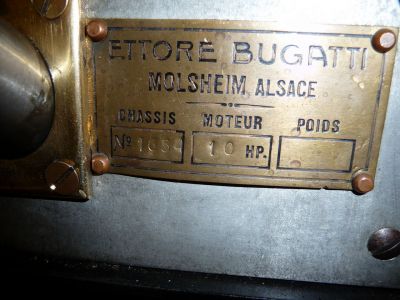 ETTORE BUGATTI
MOLSHEIM, ALSACE
CHASSIS MOTEUR POIDS
Nº 10 HP.